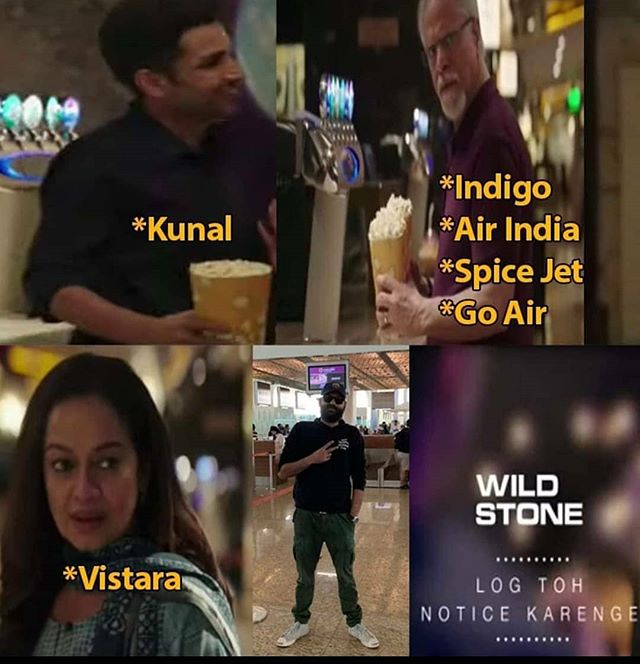 *Kunal
*Indigo
*Air India
*Spice Jet
*Go Air
*Vistara
WILD
STONE
LOG TOH
NOTICE KARENGE